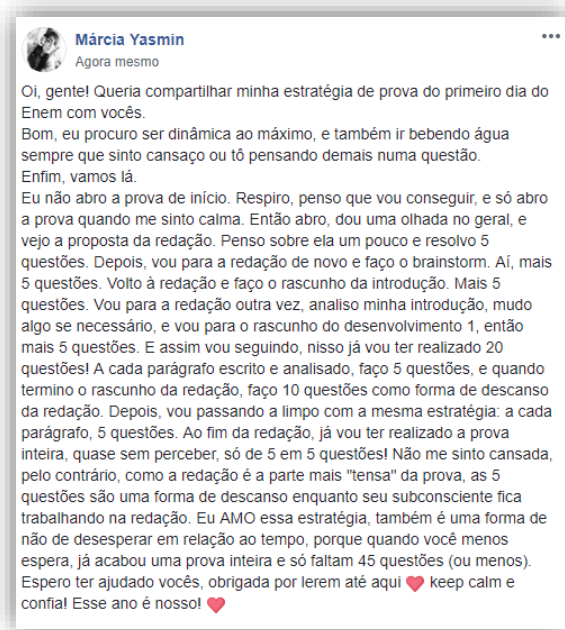 Márcia Yasmin
Agora mesmo
Oi, gente! Queria compartilhar minha estratégia de prova do primeiro dia do
Enem com vocês.
Bom, eu procuro ser dinâmica ao máximo, e também ir bebendo água
sempre que sinto cansaço ou tô pensando demais numa questão.
Enfim, vamos lá.
Eu não abro a prova de início. Respiro, penso que vou conseguir, e só abro
a prova quando me sinto calma. Então abro, dou uma olhada no geral, e
vejo a proposta da redação. Penso sobre ela um pouco e resolvo 5
questões. Depois, vou para a redação de novo e faço o brainstorm. Aí, mais
5 questões. Volto à redação e faço o rascunho da introdução. Mais 5
questões. Vou para a redação outra vez, analiso minha introdução, mudo
algo se necessário, e vou para o rascunho do desenvolvimento 1, então
mais 5 questões. E assim vou seguindo, nisso já vou ter realizado 20
questões! A cada parágrafo escrito e analisado, faço 5 questões, e quando
termino o rascunho da redação, faço 10 questões como forma de descanso
da redação. Depois, vou passando a limpo com a mesma estratégia: a cada
parágrafo, 5 questões. Ao fim da redação, já vou ter realizado a prova
inteira, quase sem perceber, só de 5 em 5 questões! Não me sinto cansada,
pelo contrário, como a redação é a parte mais "tensa" da prova, as 5
questões são uma forma de descanso enquanto seu subconsciente fica
trabalhando na redação. Eu AMO essa estratégia, também é uma forma de
não de desesperar em relação ao tempo, porque quando você menos
espera, já acabou uma prova inteira e só faltam 45 questões (ou menos).
Espero ter ajudado vocês, obrigada por lerem até aqui ❤ keep calm e
confia! Esse ano é nosso! ❤